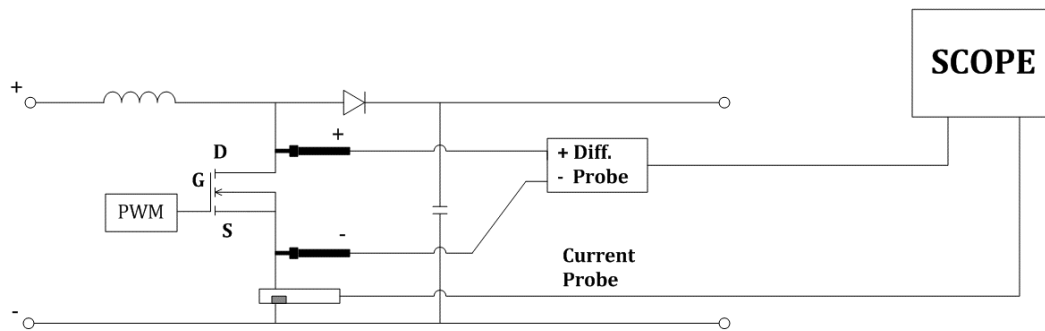 SCOPE
+
+
D
+ Diff.
- Probe
G
PWM
S
-
Current
Probe
-